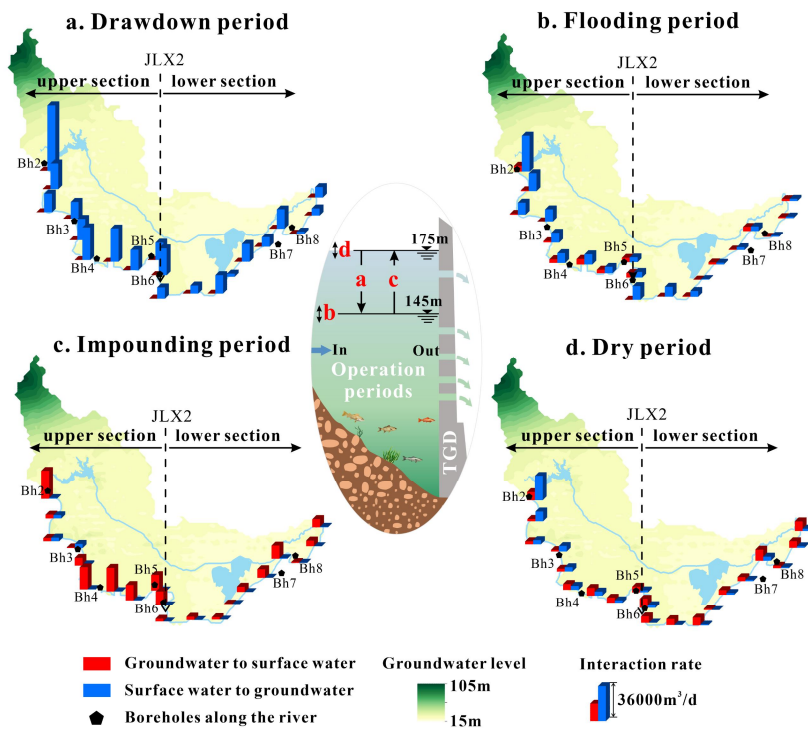 a. Drawdown period
JLX2
upper section
lower section
Bh2
Bh3
Bh4
Bh5
Bh6
Bh7
Bh8
b. Flooding period
JLX2
upper section
lower section
Bh2
Bh3
Bh4
Bh5
Bh6
Bh7
Bh8
175m
d
a
c
145m
b
In
Out
Operation
periods
TGD
c. Impounding period
JLX2
upper section
lower section
Bh2
Bh3
Bh4
Bh5
Bh6
Bh7
Bh8
d. Dry period
JLX2
upper section
lower section
Bh2
Bh3
Bh4
Bh5
Bh6
Bh7
Bh8
Groundwater to surface water
Surface water to groundwater
Boreholes along the river
Groundwater level
105m
15m
Interaction rate
36000m³/d